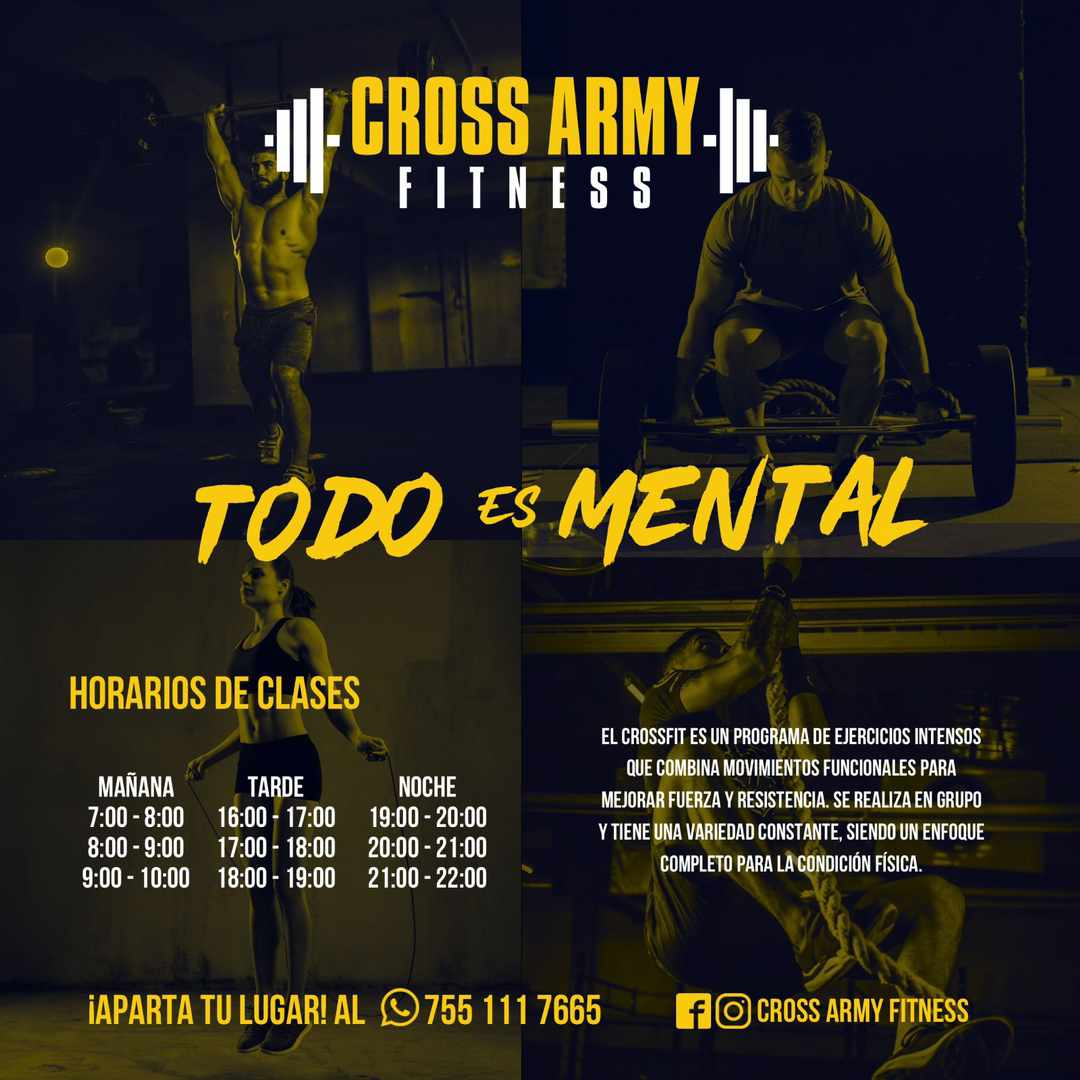 CROSS ARMY
FITNESS
TODO ES MENTAL
HORARIOS DE CLASES
MAÑANA TARDE NOCHE
7:00 - 8:00 16:00 - 17:00 19:00 - 20:00
8:00 - 9:00 17:00 - 18:00 20:00 - 21:00
9:00 - 10:00 18:00 - 19:00 21:00 - 22:00
EL CROSSFIT ES UN PROGRAMA DE EJERCICIOS INTENSOS
QUE COMBINA MOVIMIENTOS FUNCIONALES PARA
MEJORAR FUERZA Y RESISTENCIA. SE REALIZA EN GRUPO
Y TIENE UNA VARIEDAD CONSTANTE, SIENDO UN ENFOQUE
COMPLETO PARA LA CONDICIÓN FÍSICA.
¡APARTA TU LUGAR! AL 755 111 7665
CROSS ARMY FITNESS